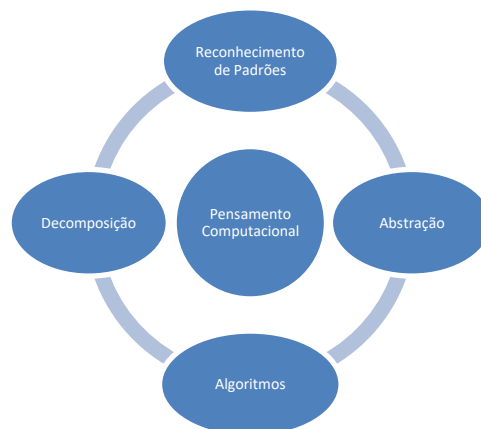 Reconhecimento
de Padrões
Decomposição
Pensamento
Computacional
Abstração
Algoritmos